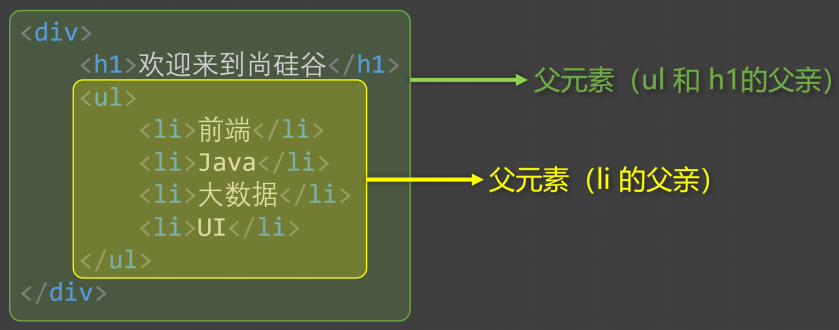 <div>
<h1>欢迎来到尚硅谷</h1>
<ul>
<li>前端</li>
<li>Java</li>
<li>大数据</li>
<li>UI</li>
</ul>
</div>
父元素（ul 和 h1的父亲）
父元素（li 的父亲）